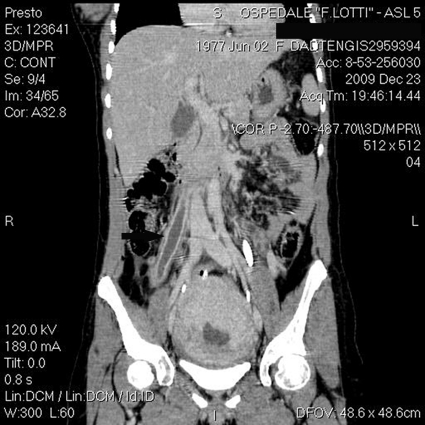 Presto
Ex: 123641
3D/MPR
C: CONT
Se: 9/4
Im: 34/65
Cor: A32.8
S OSPEDALE "F.LOTTI" - ASL 5
1977 Jun 02 F DADTENGIS2959394
Acc: 8-53-256030
2009 Dec 23
Acq Tm: 19:46:14.44
\COR P -2.70:-487.70\\3D/MPR\\
512 x 512
04
R
L
120.0 kV
189.0 mA
Tilt: 0.0
0.8 s
Lin:DCM / Lin:DCM / Id:ID
W:300 L:60
I
DFOV: 48.6 x 48.6cm